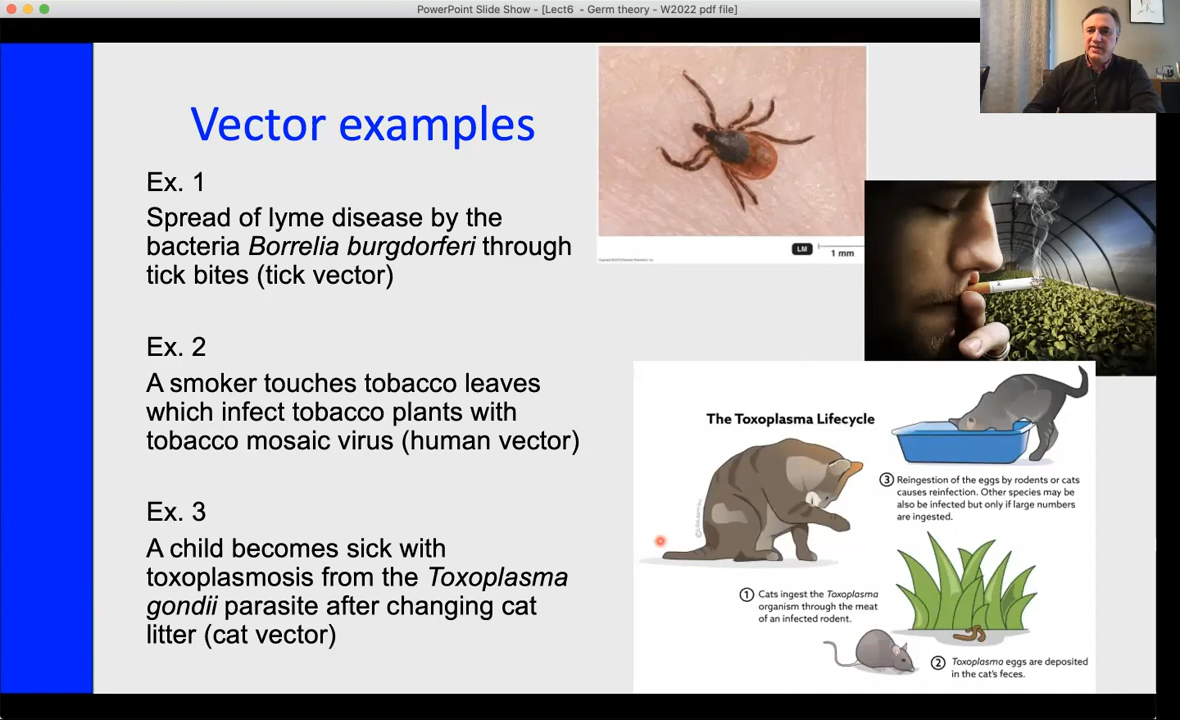 PowerPoint Slide Show - [Lect6  - Germ theory - W2022 pdf file]
Vector examples
Ex. 1
Spread of lyme disease by the
bacteria Borrelia burgdorferi through
tick bites (tick vector)
Ex. 2
A smoker touches tobacco leaves
which infect tobacco plants with
tobacco mosaic virus (human vector)
Ex. 3
A child becomes sick with
toxoplasmosis from the Toxoplasma
gondii parasite after changing cat
litter (cat vector)
LM
1 mm
The Toxoplasma Lifecycle
③ Reingestion of the eggs by rodents or cats
causes reinfection. Other species may be
also be infected but only if large numbers
are ingested.
① Cats ingest the Toxoplasma
organism through the meat
of an infected rodent.
② Toxoplasma eggs are deposited
in the cat's feces.